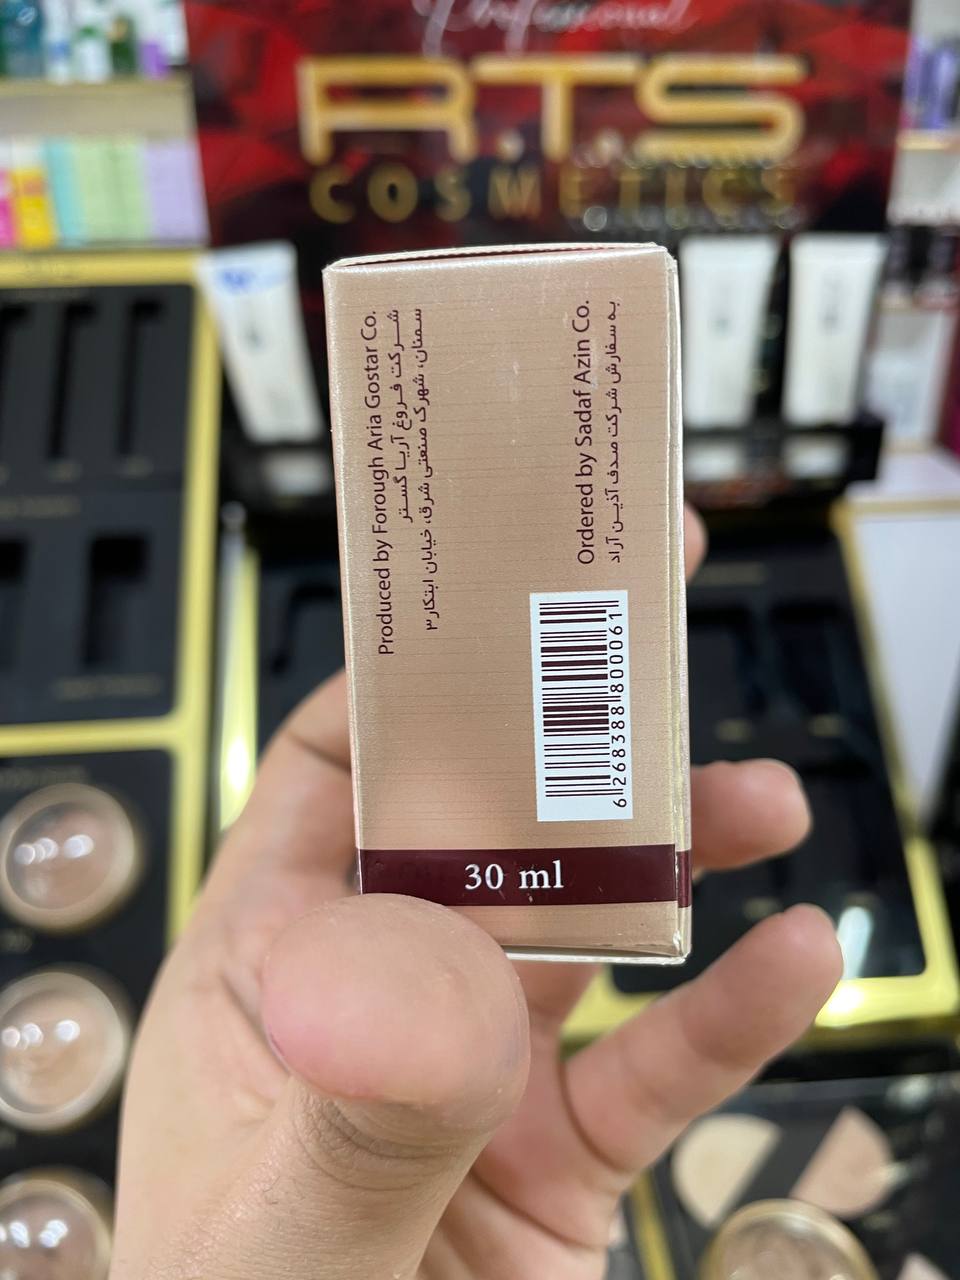 Professional
R.T.S
COSMETICS
Produced by Forough Aria Gostar Co.
شرکت فروغ آریا گستر
سمنان، شهرک صنعتی شرق، خیابان ابتکار ۳
Ordered by Sadaf Azin Co.
به سفارش شرکت صدف آذین آراد
6 268388 800061
30 ml